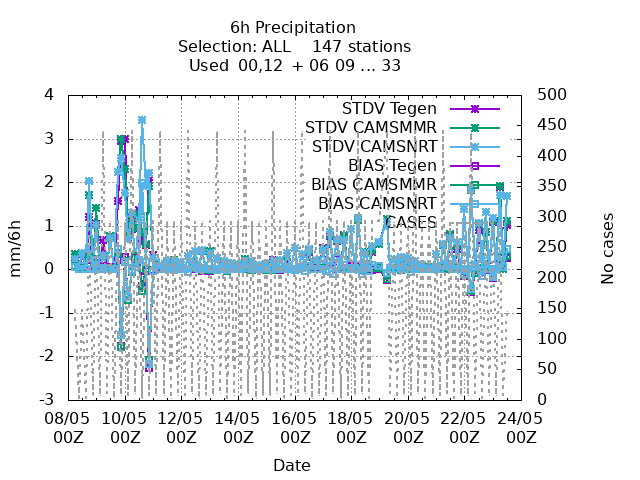 6h Precipitation
Selection: ALL    147 stations
Used  00,12  + 06 09 ... 33
4
3
2
1
0
-1
-2
-3
mm/6h
500
450
400
350
300
250
200
150
100
50
0
No cases
STDV Tegen
STDV CAMSMMR
STDV CAMSNRT
BIAS Tegen
BIAS CAMSMMR
BIAS CAMSNRT
CASES
08/05 10/05 12/05 14/05 16/05 18/05 20/05 22/05 24/05
00Z 00Z 00Z 00Z 00Z 00Z 00Z 00Z 00Z
Date